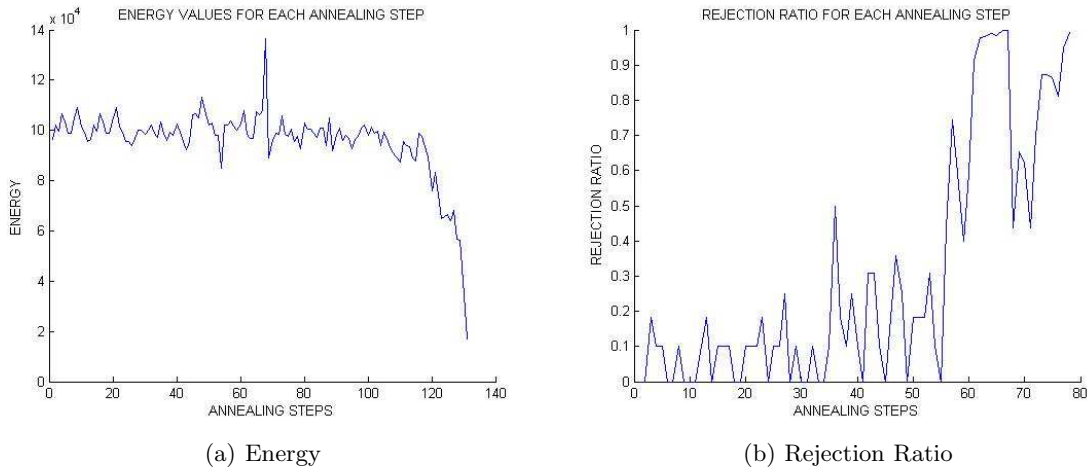 ENERGY VALUES FOR EACH ANNEALING STEP
x 10⁴
14
12
10
8
6
4
2
0
ENERGY
0 20 40 60 80 100 120 140
ANNEALING STEPS
(a) Energy
REJECTION RATIO FOR EACH ANNEALING STEP
1
0.9
0.8
0.7
0.6
0.5
0.4
0.3
0.2
0.1
0
REJECTION RATIO
0 10 20 30 40 50 60 70 80
ANNEALING STEPS
(b) Rejection Ratio